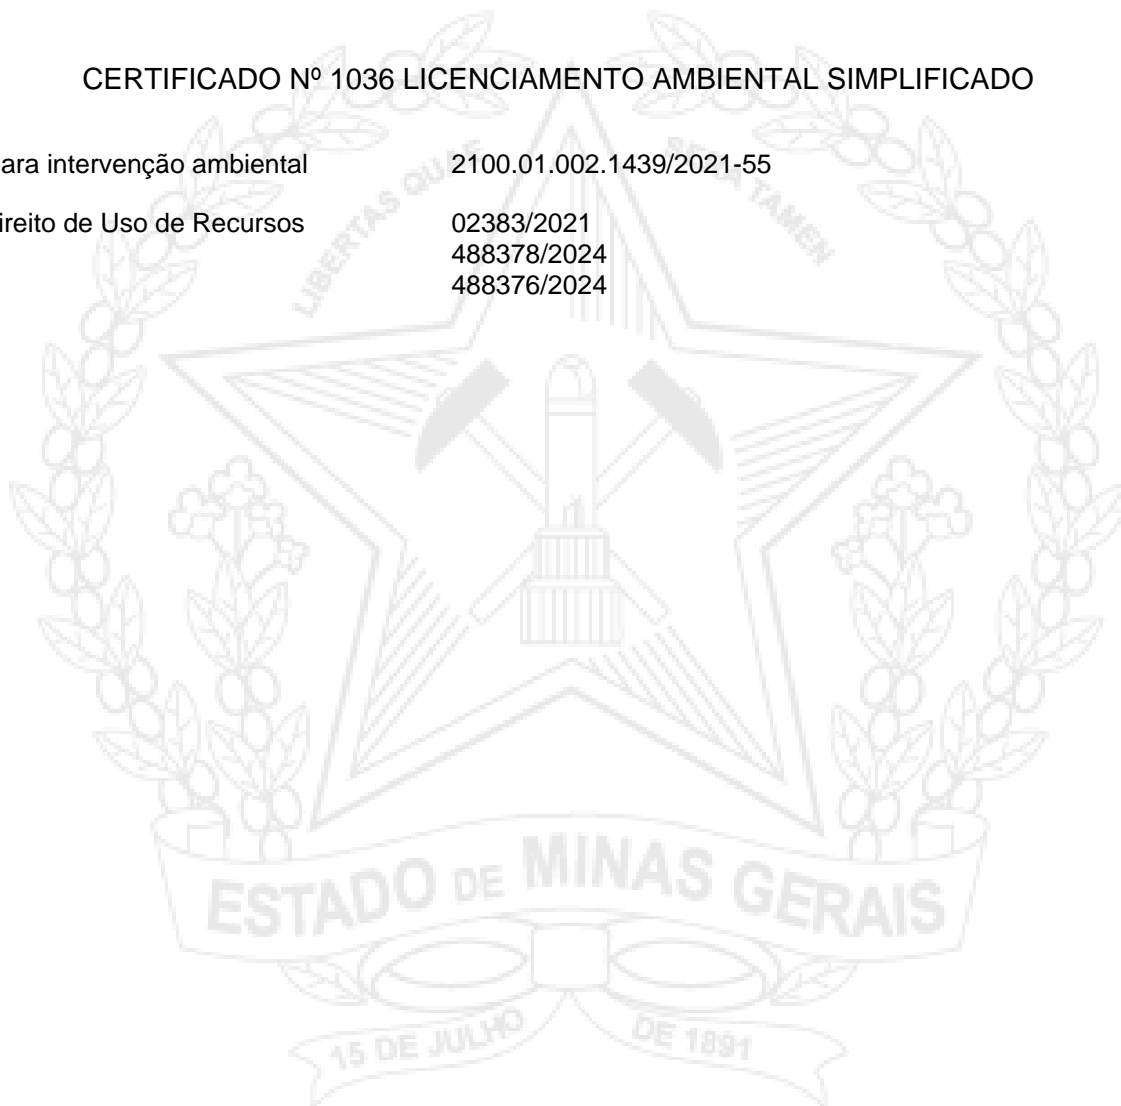 CERTIFICADO Nº 1036 LICENCIAMENTO AMBIENTAL SIMPLIFICADO
ara intervenção ambiental 2100.01.002.1439/2021-55
ireito de Uso de Recursos 02383/2021
488378/2024
488376/2024
LIBERTAS QUAE SERA TAMEN
ESTADO DE MINAS GERAIS
15 DE JULHO DE 1891